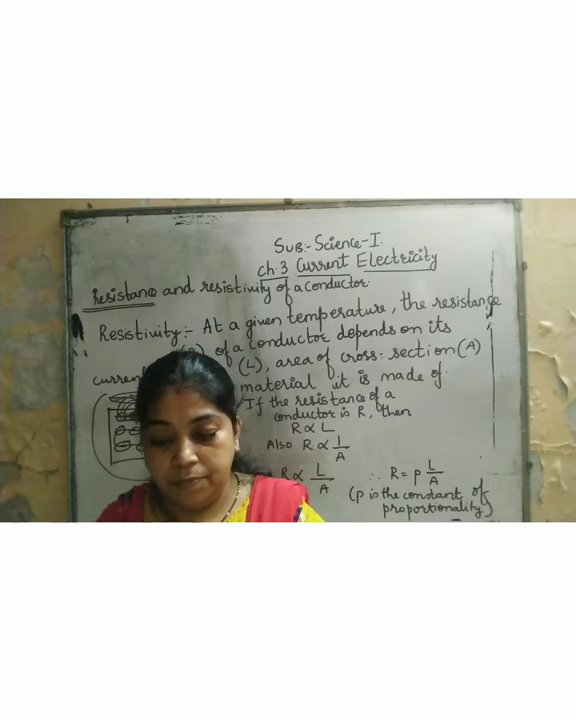 Sub:- Science-I.
ch:3 Current Electricity
Resistance and resistivity of a conductor.
Resistivity:- At a given temperature, the resistance
of a conductor depends on its
(L), area of cross-section (A)
material it is made of.
If the resistance of a
conductor is R, then
R ∝ L
Also R ∝ 1/A
R ∝ L/A ∴ R = ρ L/A
(ρ is the constant of
proportionality)